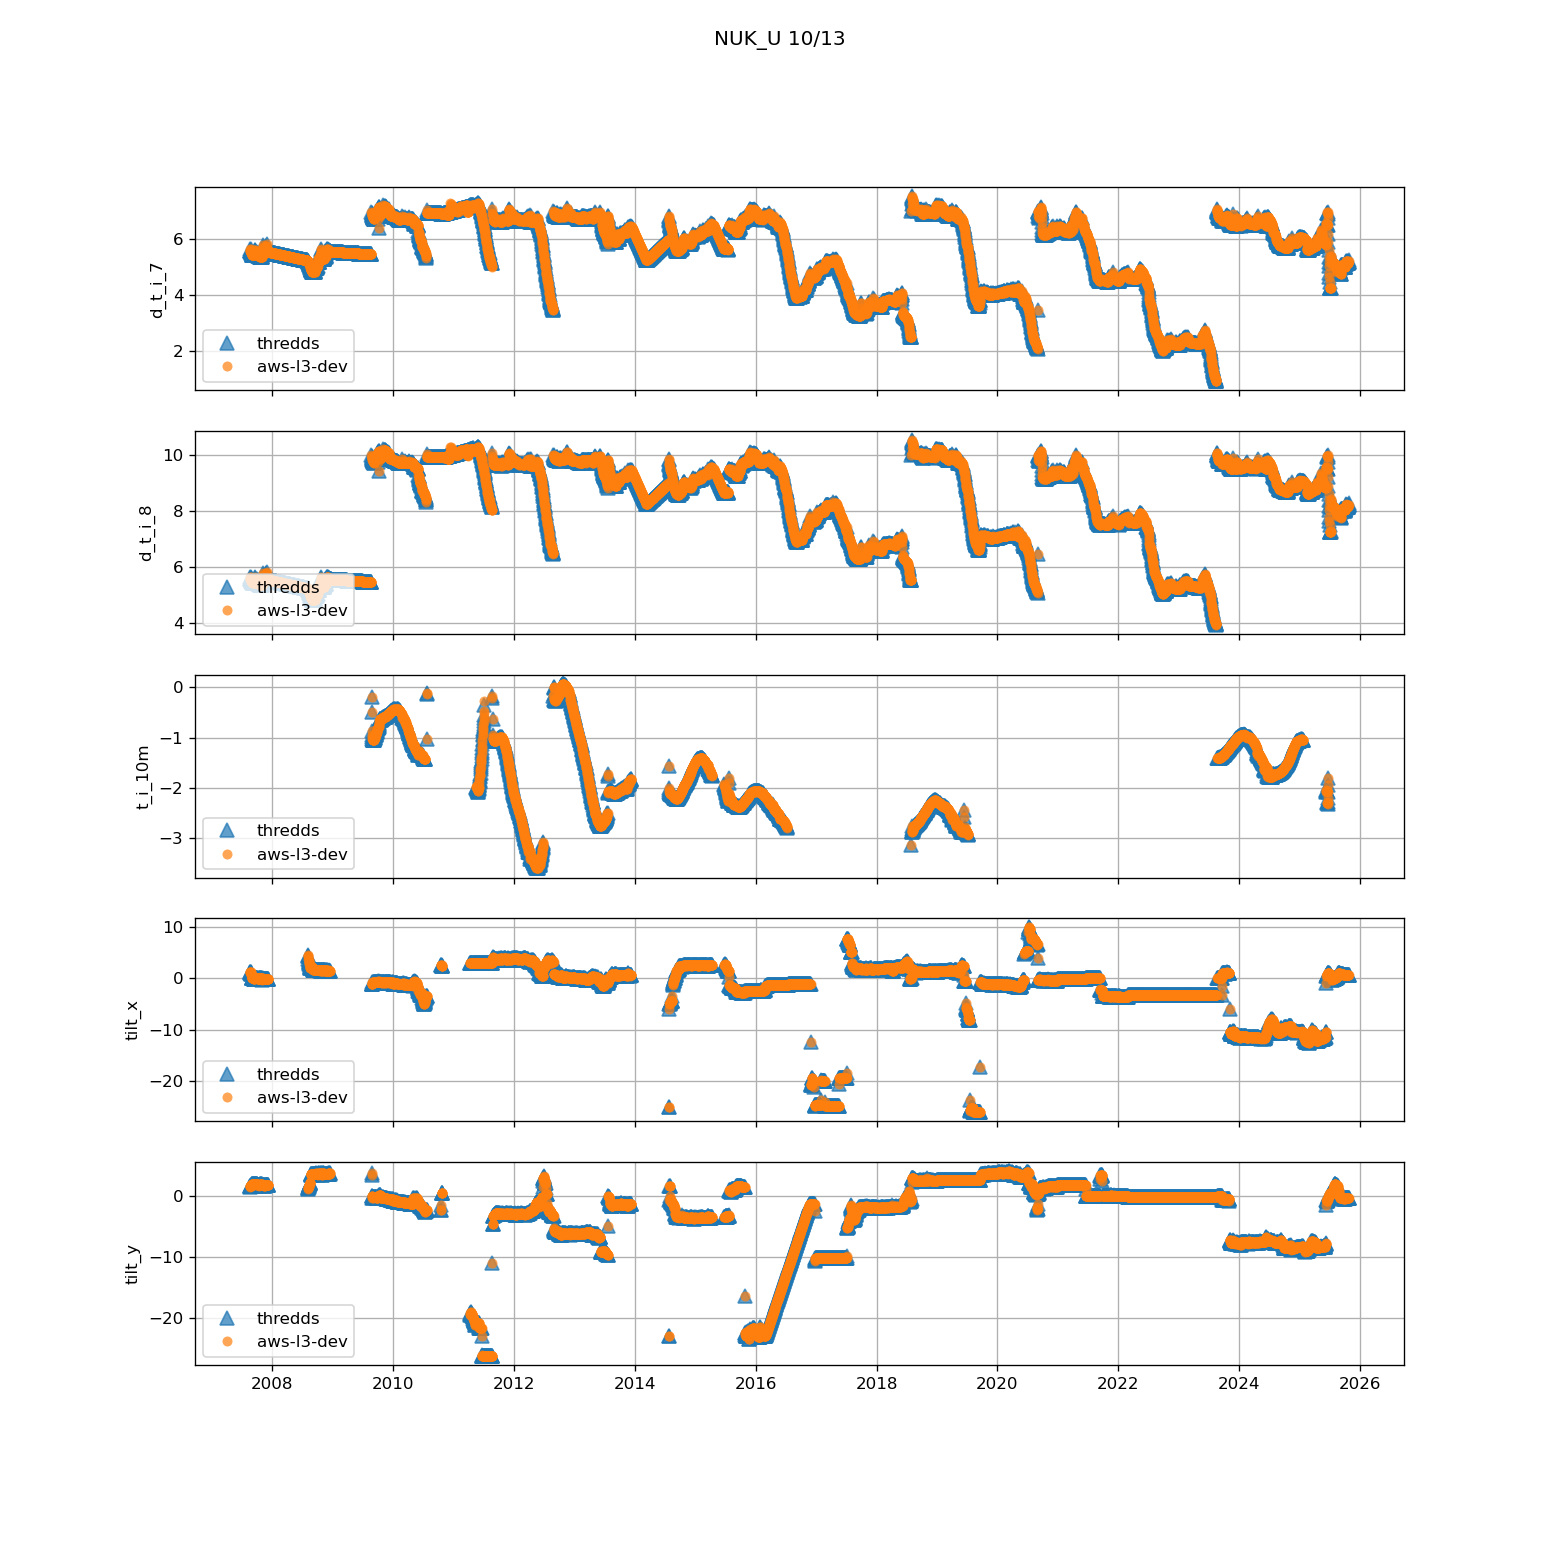 NUK_U 10/13
d_t_i_7
6
4
2
thredds
aws-l3-dev
d_t_i_8
10
8
6
4
thredds
aws-l3-dev
t_i_10m
0
−1
−2
−3
thredds
aws-l3-dev
tilt_x
10
0
−10
−20
thredds
aws-l3-dev
tilt_y
0
−10
−20
thredds
aws-l3-dev
2008 2010 2012 2014 2016 2018 2020 2022 2024 2026